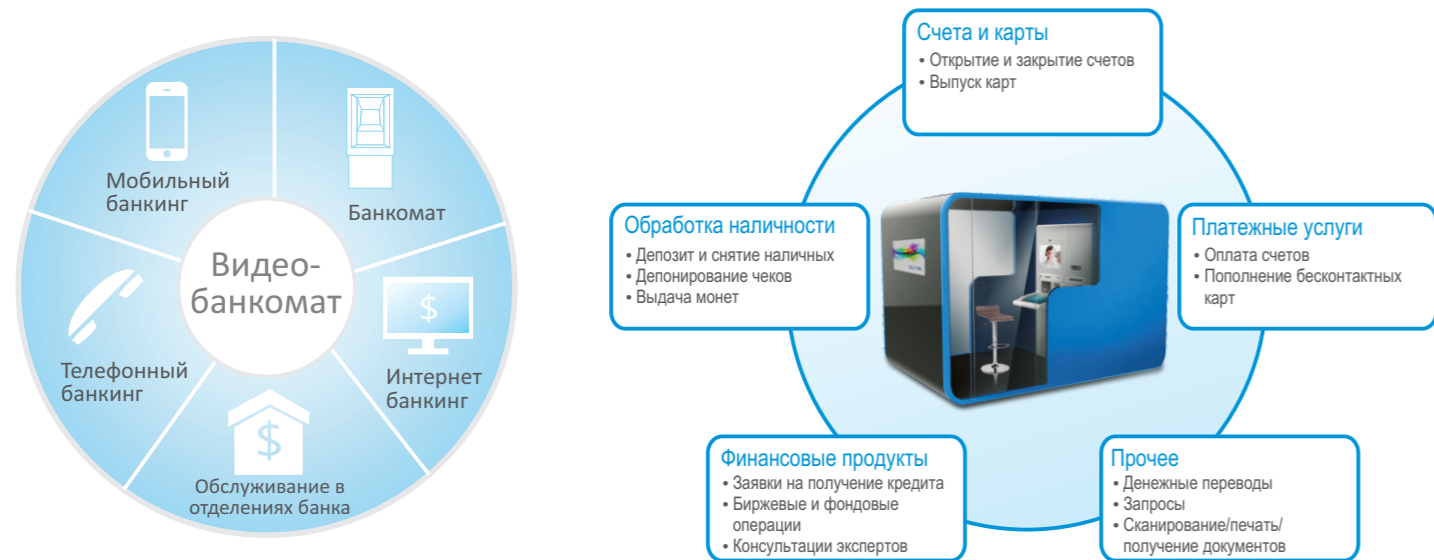 Мобильный
банкинг
Банкомат
Видео-
банкомат
Телефонный
банкинг
$
Интернет
банкинг
$
Обслуживание в
отделениях банка
Счета и карты
• Открытие и закрытие счетов
• Выпуск карт
Обработка наличности
• Депозит и снятие наличных
• Депонирование чеков
• Выдача монет
Платежные услуги
• Оплата счетов
• Пополнение бесконтактных
карт
Финансовые продукты
• Заявки на получение кредита
• Биржевые и фондовые
операции
• Консультации экспертов
Прочее
• Денежные переводы
• Запросы
• Сканирование/печать/
получение документов